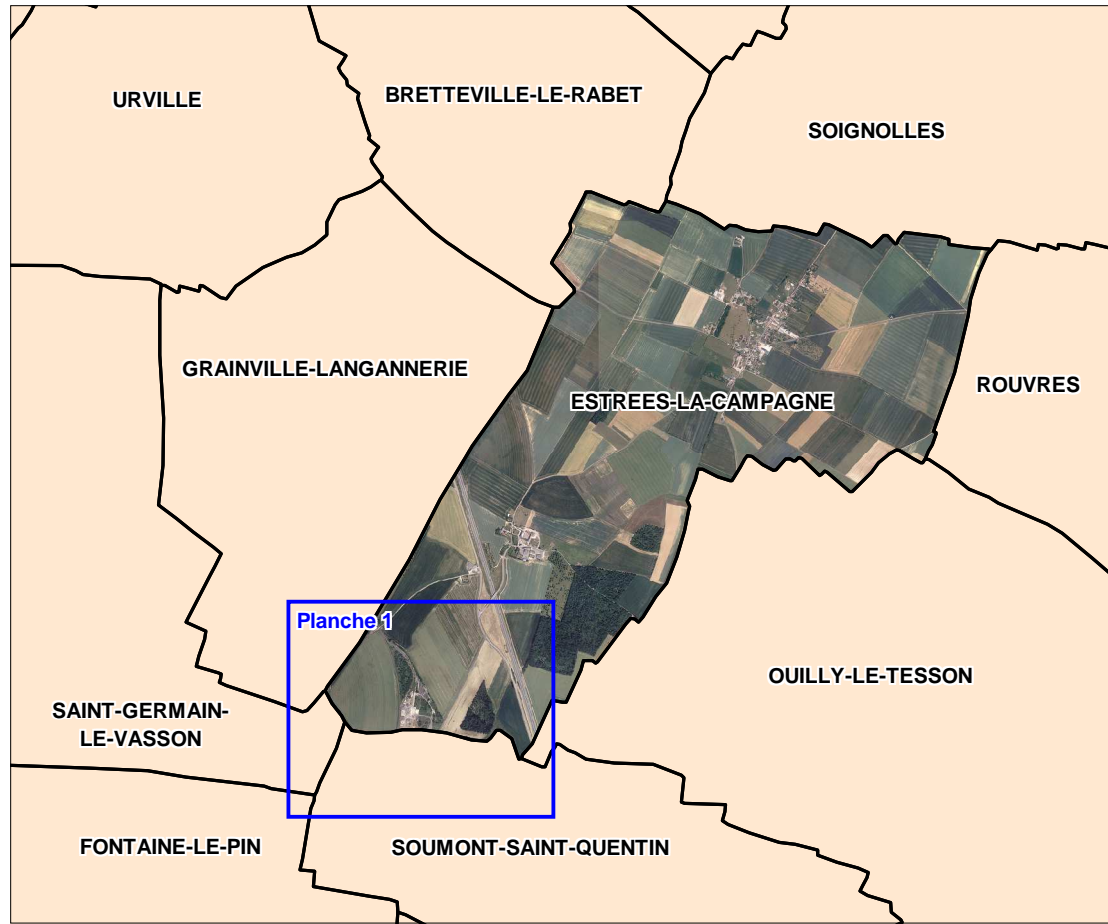 BRETTEVILLE-LE-RABET
URVILLE
SOIGNOLLES
GRAINVILLE-LANGANNERIE
ROUVRES
ESTREES-LA-CAMPAGNE
Planche 1
OUILLY-LE-TESSON
SAINT-GERMAIN-
LE-VASSON
FONTAINE-LE-PIN
SOUMONT-SAINT-QUENTIN